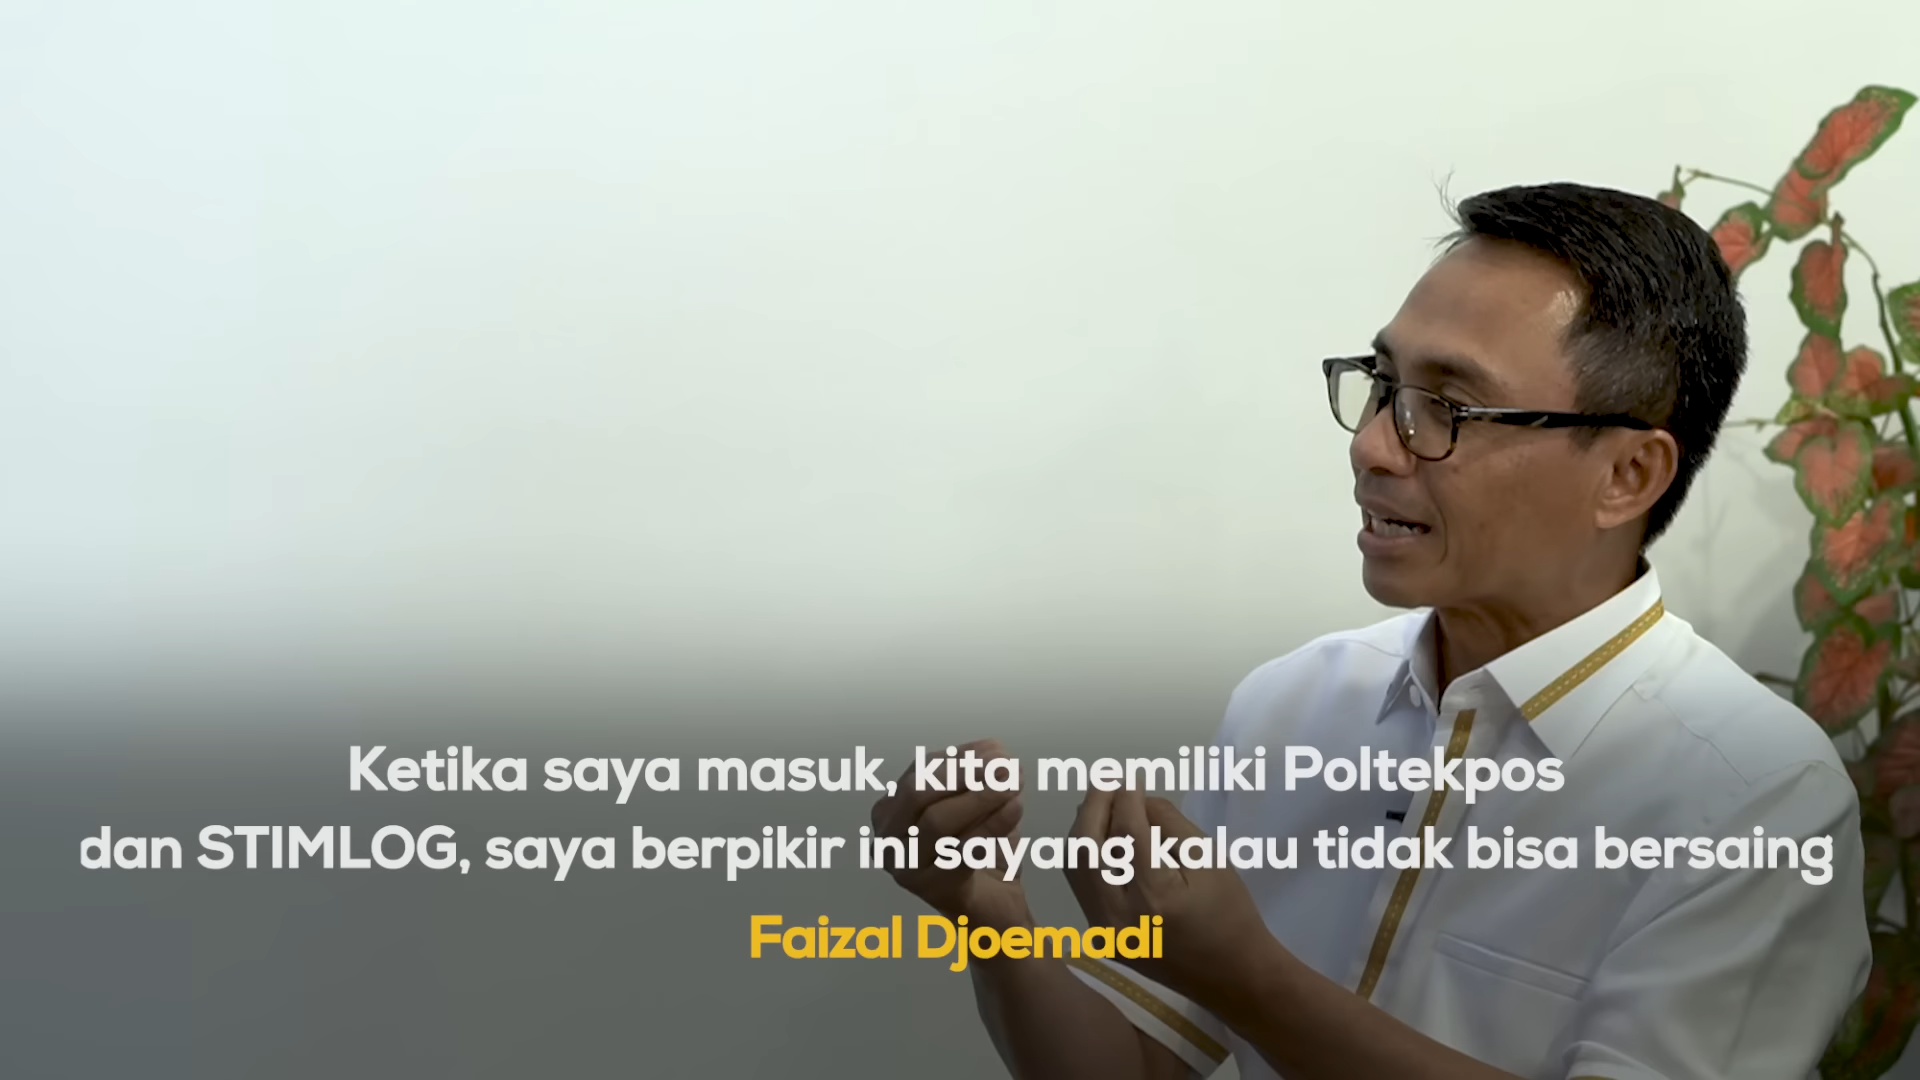 Ketika saya masuk, kita memiliki Poltekpos
dan STIMLOG, saya berpikir ini sayang kalau tidak bisa bersaing
Faizal Djoemadi